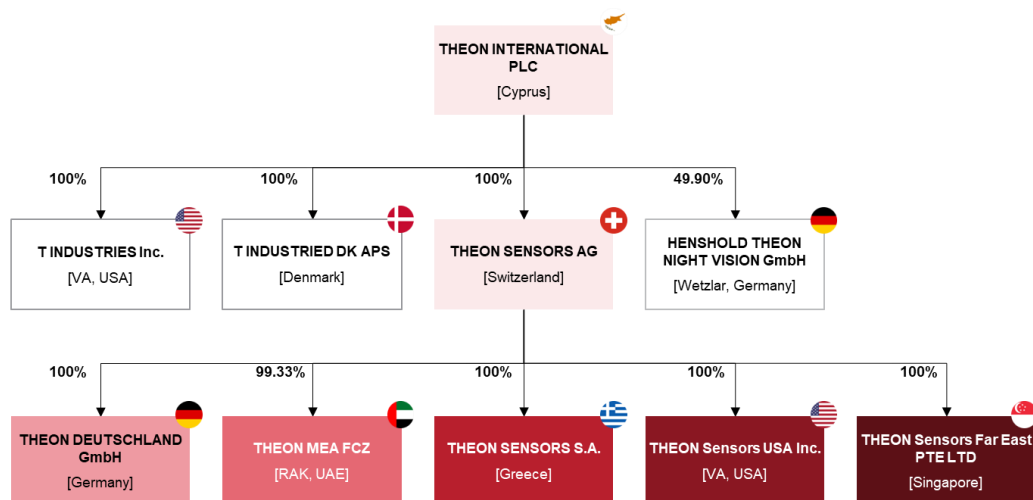 THEON INTERNATIONAL
PLC
[Cyprus]
100%
100%
100%
49.90%
T INDUSTRIES Inc.
[VA, USA]
T INDUSTRIED DK APS
[Denmark]
THEON SENSORS AG
[Switzerland]
HENSHOLD THEON
NIGHT VISION GmbH
[Wetzlar, Germany]
100%
99.33%
100%
100%
100%
THEON DEUTSCHLAND
GmbH
[Germany]
THEON MEA FCZ
[RAK, UAE]
THEON SENSORS S.A.
[Greece]
THEON Sensors USA Inc.
[VA, USA]
THEON Sensors Far East
PTE LTD
[Singapore]